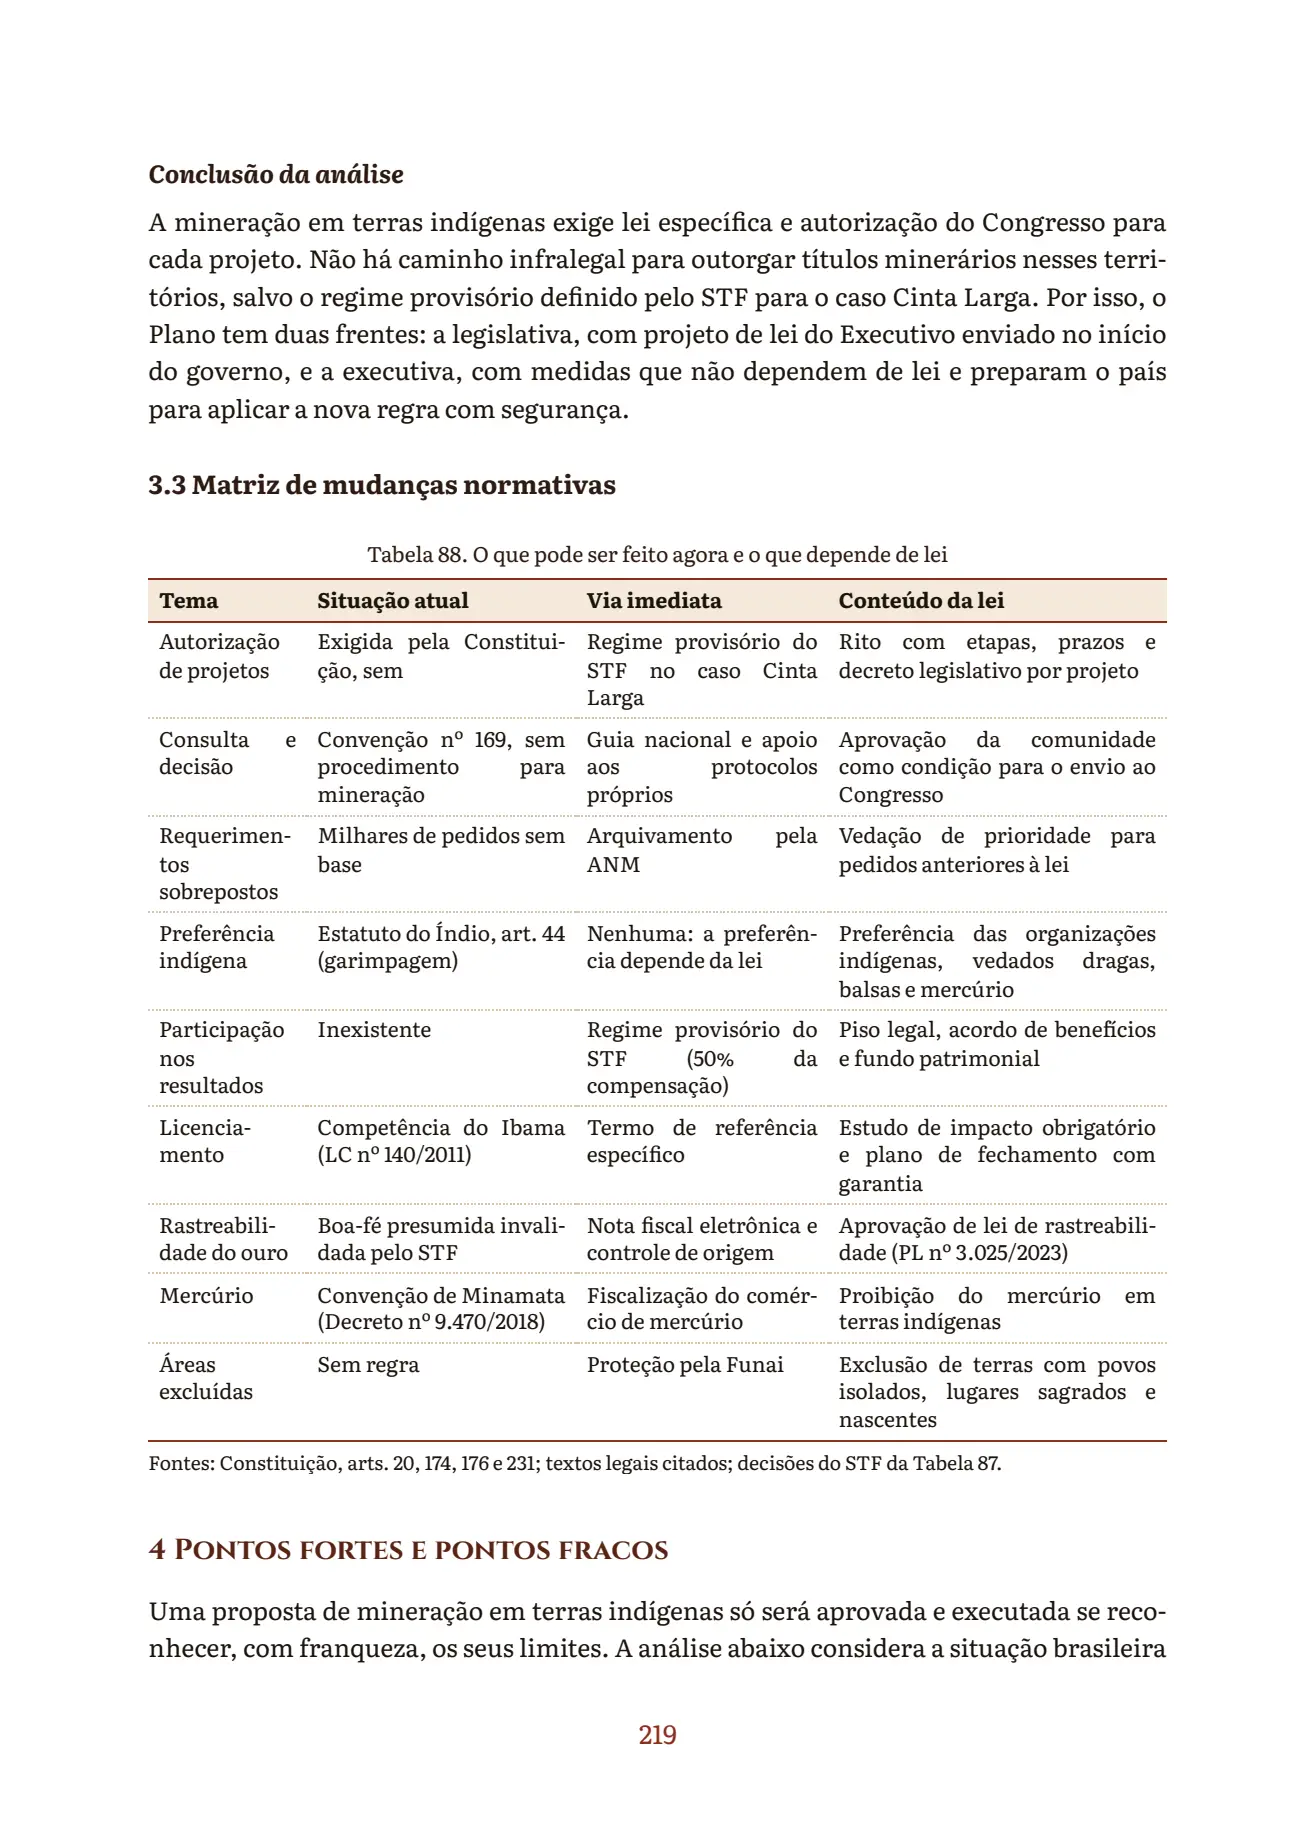 Conclusão da análise
A mineração em terras indígenas exige lei específica e autorização do Congresso para
cada projeto. Não há caminho infralegal para outorgar títulos minerários nesses terri-
tórios, salvo o regime provisório definido pelo STF para o caso Cinta Larga. Por isso, o
Plano tem duas frentes: a legislativa, com projeto de lei do Executivo enviado no início
do governo, e a executiva, com medidas que não dependem de lei e preparam o país
para aplicar a nova regra com segurança.
3.3 Matriz de mudanças normativas
Tabela 88. O que pode ser feito agora e o que depende de lei
Tema Situação atual Via imediata Conteúdo da lei
Autorização Exigida pela Constitui- Regime provisório do Rito com etapas, prazos e
de projetos ção, sem STF no caso Cinta decreto legislativo por projeto
Larga
Consulta e Convenção nº 169, sem Guia nacional e apoio Aprovação da comunidade
decisão procedimento para aos protocolos como condição para o envio ao
mineração próprios Congresso
Requerimen- Milhares de pedidos sem Arquivamento pela Vedação de prioridade para
tos base ANM pedidos anteriores à lei
sobrepostos
Preferência Estatuto do Índio, art. 44 Nenhuma: a preferên- Preferência das organizações
indígena (garimpagem) cia depende da lei indígenas, vedados dragas,
balsas e mercúrio
Participação Inexistente Regime provisório do Piso legal, acordo de benefícios
nos STF (50% da e fundo patrimonial
resultados compensação)
Licencia- Competência do Ibama Termo de referência Estudo de impacto obrigatório
mento (LC nº 140/2011) específico e plano de fechamento com
garantia
Rastreabili- Boa-fé presumida invali- Nota fiscal eletrônica e Aprovação de lei de rastreabili-
dade do ouro dada pelo STF controle de origem dade (PL nº 3.025/2023)
Mercúrio Convenção de Minamata Fiscalização do comér- Proibição do mercúrio em
(Decreto nº 9.470/2018) cio de mercúrio terras indígenas
Áreas Sem regra Proteção pela Funai Exclusão de terras com povos
excluídas isolados, lugares sagrados e
nascentes
Fontes: Constituição, arts. 20, 174, 176 e 231; textos legais citados; decisões do STF da Tabela 87.
4 Pontos fortes e pontos fracos
Uma proposta de mineração em terras indígenas só será aprovada e executada se reco-
nhecer, com franqueza, os seus limites. A análise abaixo considera a situação brasileira
219